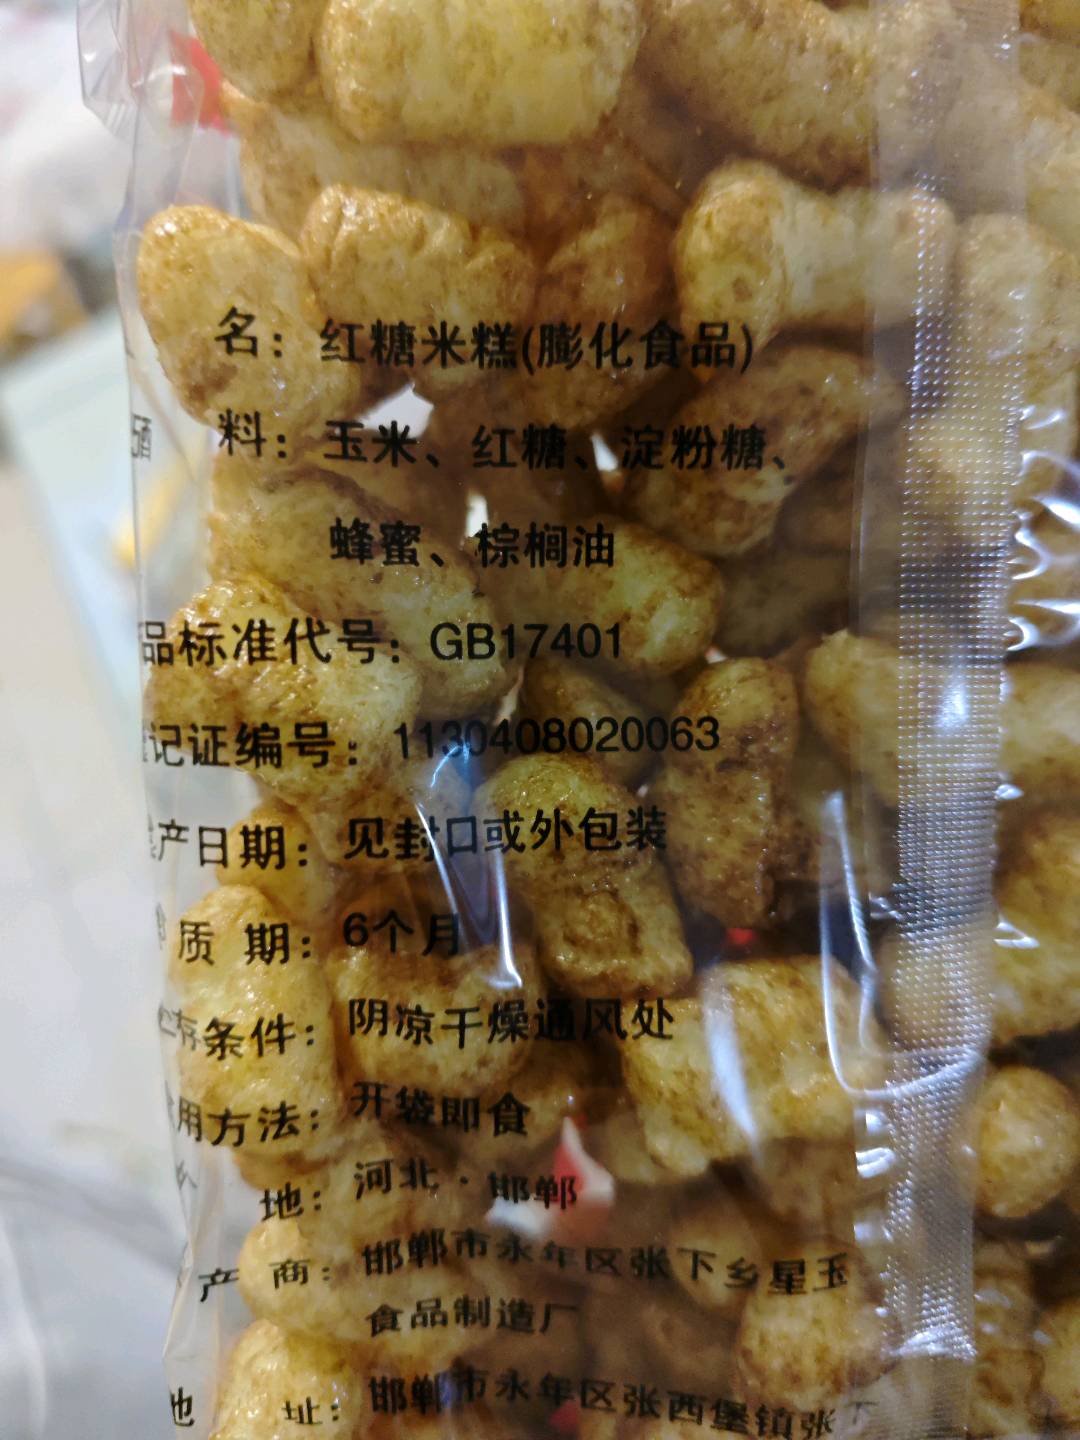 名：红糖米糕(膨化食品)
料：玉米、红糖、淀粉糖、
蜂蜜、棕榈油
品标准代号：GB17401
记证编号：1130408020063
产日期：见封口或外包装
质期：6个月
存条件：阴凉干燥通风处
用方法：开袋即食
地：河北·邯郸
产商：邯郸市永年区张下乡星玉
食品制造厂
地址：邯郸市永年区张西堡镇张下